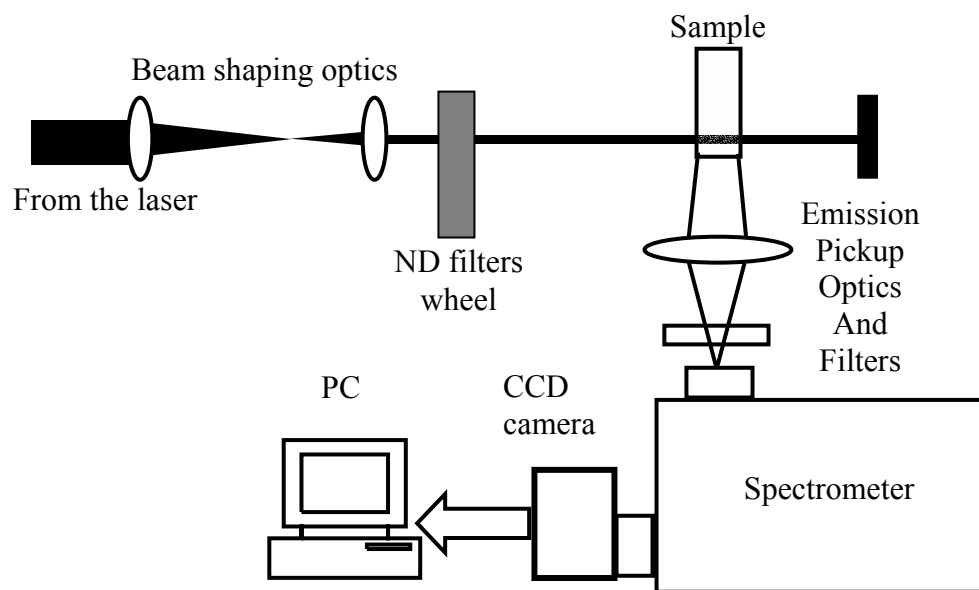 Sample
Beam shaping optics
From the laser
ND filters
wheel
Emission
Pickup
Optics
And
Filters
PC
CCD
camera
Spectrometer